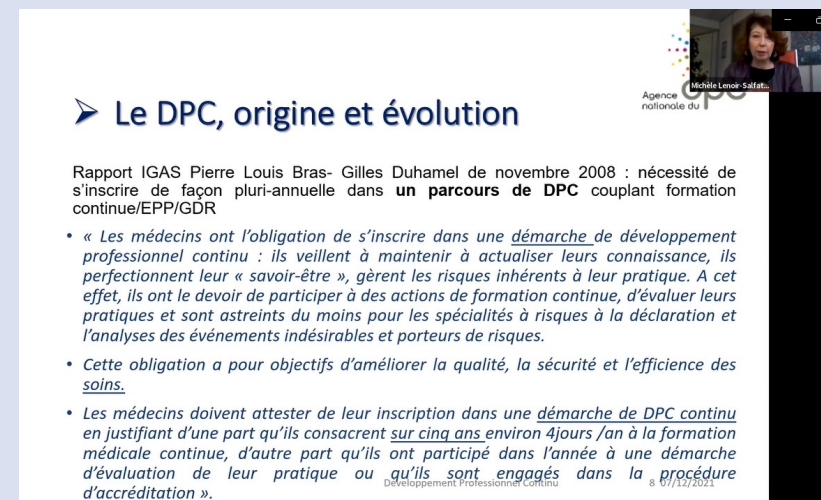 Michèle Lenoir-Salfat...
Agence
nationale du
dpc
➢ Le DPC, origine et évolution
Rapport IGAS Pierre Louis Bras- Gilles Duhamel de novembre 2008 : nécessité de
s’inscrire de façon pluri-annuelle dans un parcours de DPC couplant formation
continue/EPP/GDR
• « Les médecins ont l’obligation de s’inscrire dans une démarche de développement
professionnel continu : ils veillent à maintenir à actualiser leurs connaissance, ils
perfectionnent leur « savoir-être », gèrent les risques inhérents à leur pratique. A cet
effet, ils ont le devoir de participer à des actions de formation continue, d’évaluer leurs
pratiques et sont astreints du moins pour les spécialités à risques à la déclaration et
l’analyses des événements indésirables et porteurs de risques.
• Cette obligation a pour objectifs d’améliorer la qualité, la sécurité et l’efficience des
soins.
• Les médecins doivent attester de leur inscription dans une démarche de DPC continu
en justifiant d’une part qu’ils consacrent sur cinq ans environ 4jours /an à la formation
médicale continue, d’autre part qu’ils ont participé dans l’année à une démarche
d’évaluation de leur pratique ou qu’ils sont engagés dans la procédure
d’accréditation ».
Développement Professionnel Continu
8 07/12/2021